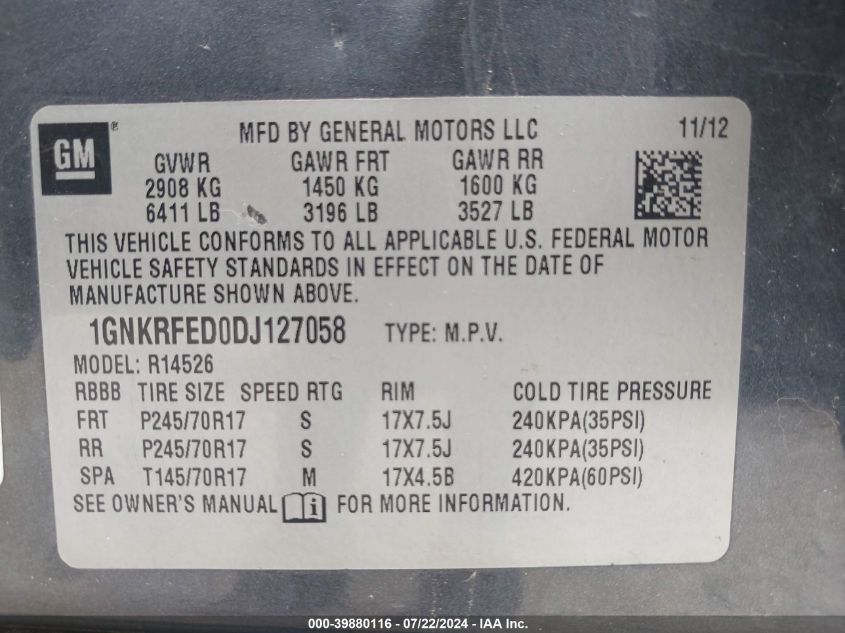 GM ® MFD BY GENERAL MOTORS LLC 11/12
GVWR GAWR FRT GAWR RR
2908 KG 1450 KG 1600 KG
6411 LB 3196 LB 3527 LB
THIS VEHICLE CONFORMS TO ALL APPLICABLE U.S. FEDERAL MOTOR
VEHICLE SAFETY STANDARDS IN EFFECT ON THE DATE OF
MANUFACTURE SHOWN ABOVE.
1GNKRFED0DJ127058 TYPE: M.P.V.
MODEL: R14526
RBBB TIRE SIZE SPEED RTG RIM COLD TIRE PRESSURE
FRT P245/70R17 S 17X7.5J 240KPA(35PSI)
RR P245/70R17 S 17X7.5J 240KPA(35PSI)
SPA T145/70R17 M 17X4.5B 420KPA(60PSI)
SEE OWNER'S MANUAL i FOR MORE INFORMATION.
000-39880116 - 07/22/2024 - IAA Inc.